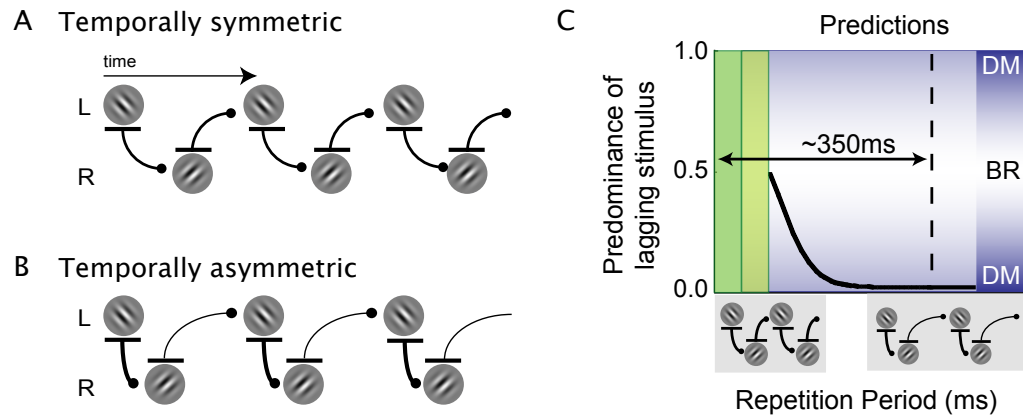 A Temporally symmetric
time
L
R
B Temporally asymmetric
L
R
C Predictions
Predominance of
lagging stimulus
1.0
0.5
0.0
~350ms
DM
BR
DM
Repetition Period (ms)